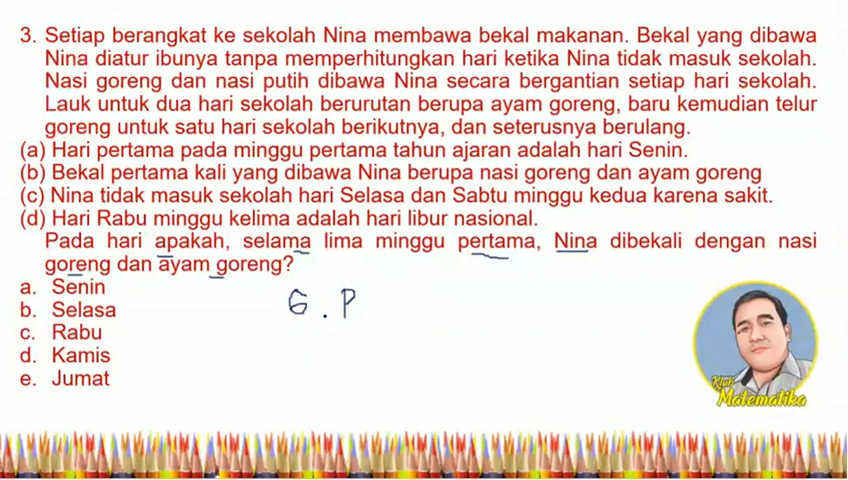 3. Setiap berangkat ke sekolah Nina membawa bekal makanan. Bekal yang dibawa
Nina diatur ibunya tanpa memperhitungkan hari ketika Nina tidak masuk sekolah.
Nasi goreng dan nasi putih dibawa Nina secara bergantian setiap hari sekolah.
Lauk untuk dua hari sekolah berurutan berupa ayam goreng, baru kemudian telur
goreng untuk satu hari sekolah berikutnya, dan seterusnya berulang.
(a) Hari pertama pada minggu pertama tahun ajaran adalah hari Senin.
(b) Bekal pertama kali yang dibawa Nina berupa nasi goreng dan ayam goreng
(c) Nina tidak masuk sekolah hari Selasa dan Sabtu minggu kedua karena sakit.
(d) Hari Rabu minggu kelima adalah hari libur nasional.
Pada hari apakah, selama lima minggu pertama, Nina dibekali dengan nasi
goreng dan ayam goreng?
a. Senin
b. Selasa
c. Rabu
d. Kamis
e. Jumat
G . P
Klub
Matematika